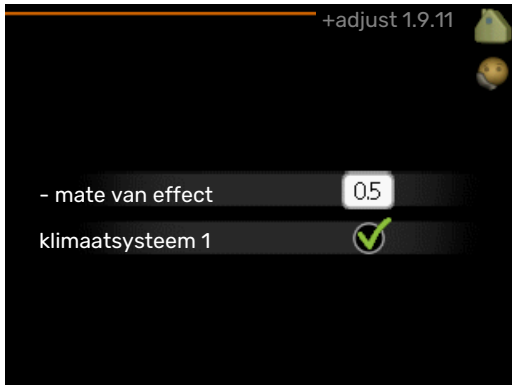 +adjust 1.9.11
- mate van effect 0.5
klimaatsysteem 1